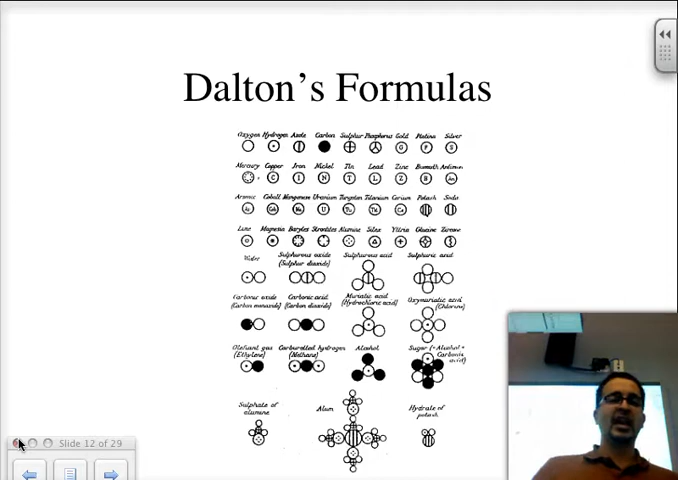 Dalton's Formulas
Oxygen Hydrogen Azote Carbon Sulphur Phosphorus Gold Platina Silver
Mercury Copper Iron Nickel Tin Lead Zinc Bismuth Antimony
Arsenic Cobalt Manganese Uranium Tungsten Titanium Cerium Potash Soda
Lime Magnesia Barytes Strontites Alumine Silex Yttria Glucine Zircone
Water Sulphurous oxide Sulphurous acid Sulphuric acid
(Sulphur dioxide)
Carbonic oxide Carbonic acid Muriatic acid Oxymuriatic acid
(Carbon monoxide) (Carbon dioxide) (Hydrochloric acid) (Chlorine)
Olefiant gas Carburetted hydrogen Alcohol Sugar (=Alcohol +
(Ethylene) (Methane) Carbonic
acid)
Sulphate of Alum Hydrate of
alumine potash
Slide 12 of 29